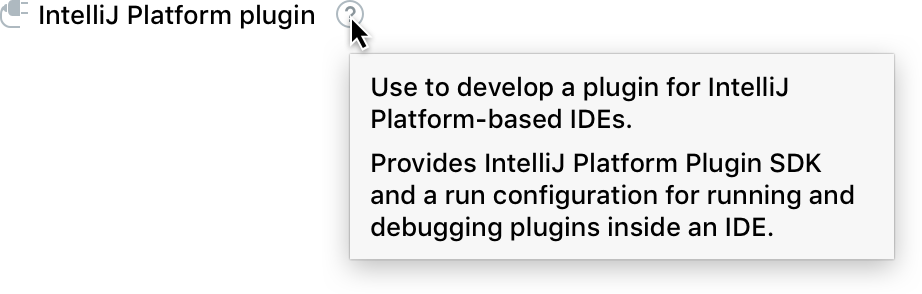 IntelliJ Platform plugin ?
Use to develop a plugin for IntelliJ
Platform-based IDEs.
Provides IntelliJ Platform Plugin SDK
and a run configuration for running and
debugging plugins inside an IDE.